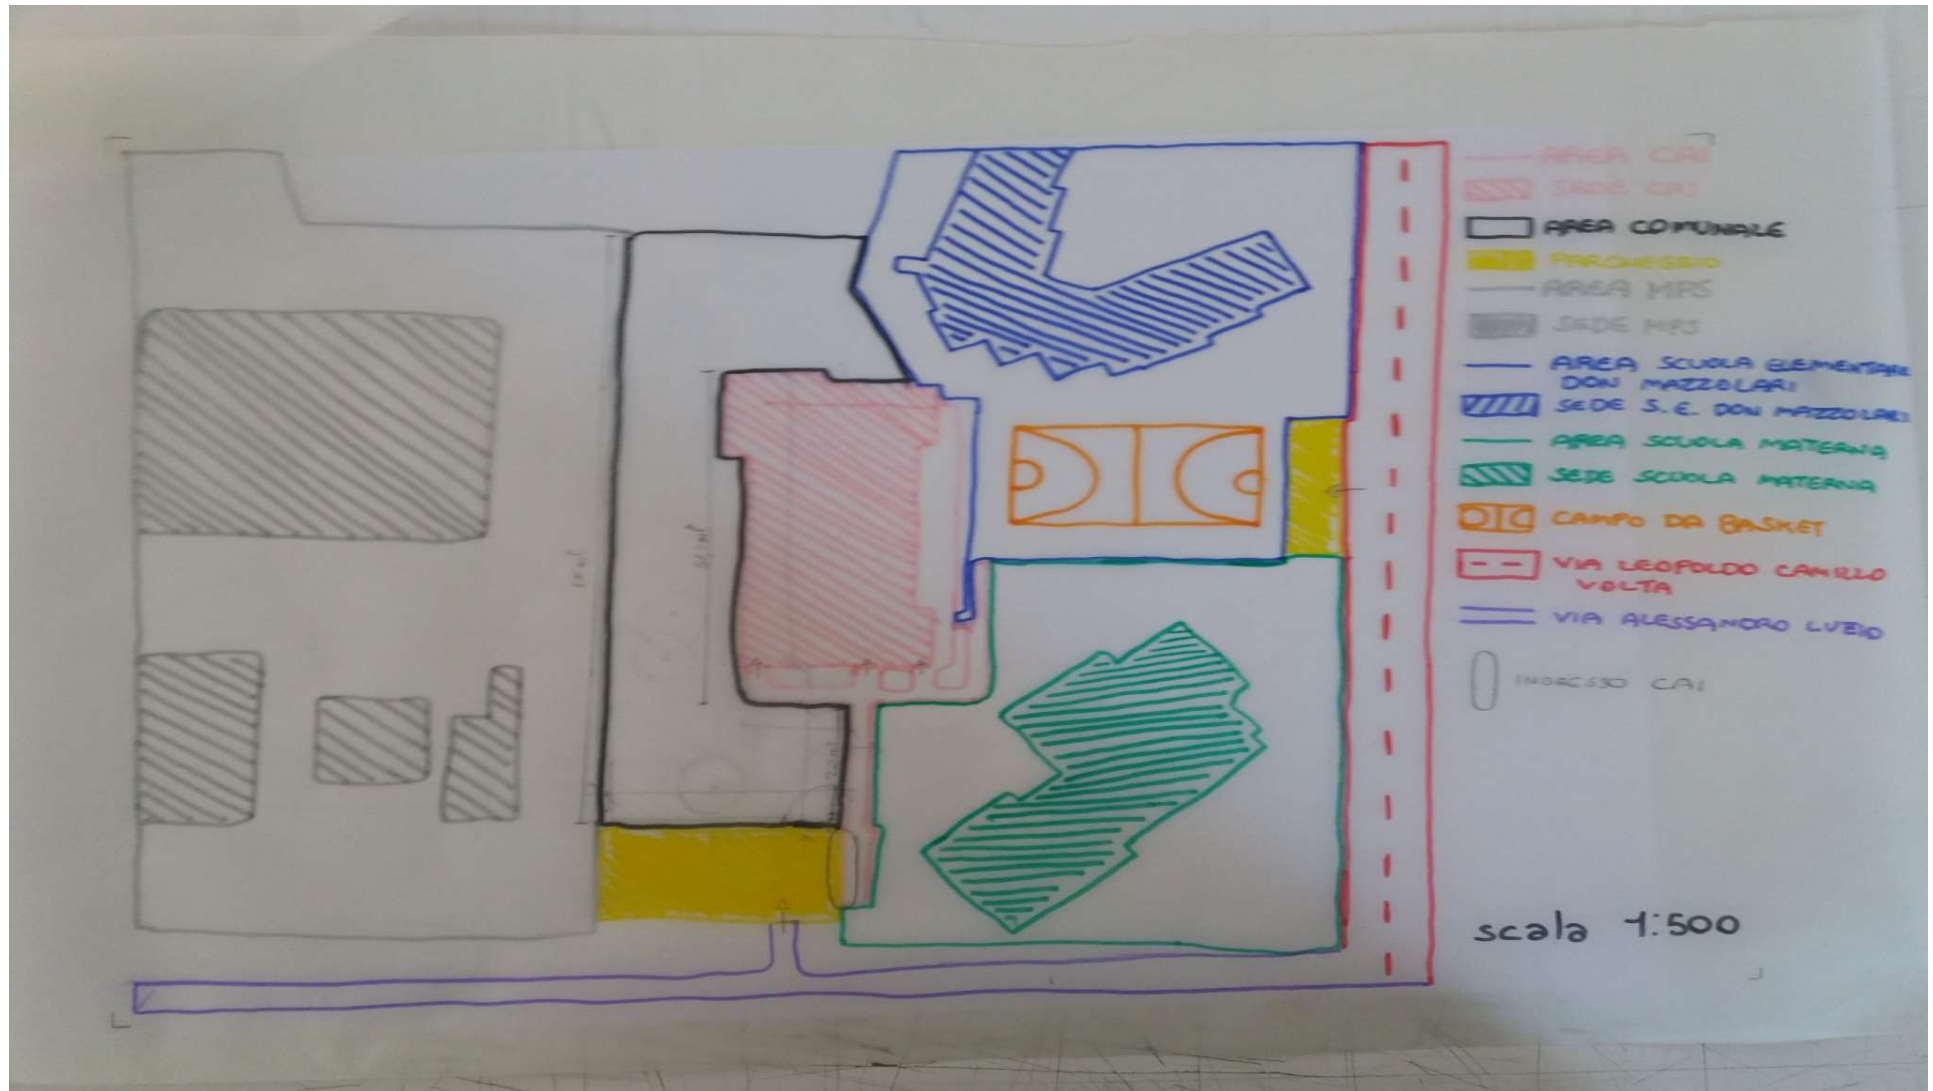 AREA CAI
SEDE CAI
AREA COMUNALE
PARCHEGGIO
AREA MPS
SEDE MPS
AREA SCUOLA ELEMENTARE
DON MAZZOLARI
SEDE S.E. DON MAZZOLARI
AREA SCUOLA MATERNA
SEDE SCUOLA MATERNA
CAMPO DA BASKET
VIA LEOPOLDO CAMILLO
VOLTA
VIA ALESSANDRO LUZIO
INGRESSO CAI
scala 1:500